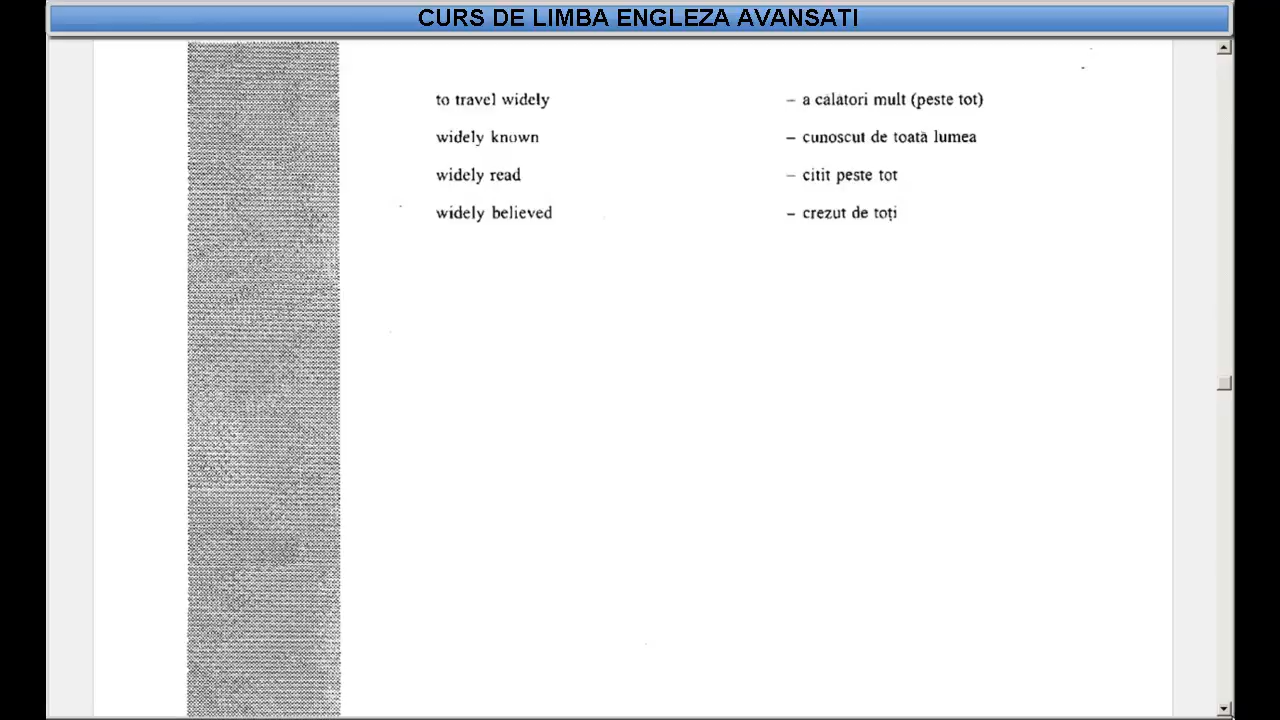 CURS DE LIMBA ENGLEZA AVANSATI
to travel widely – a călători mult (peste tot)
widely known – cunoscut de toată lumea
widely read – citit peste tot
widely believed – crezut de toți